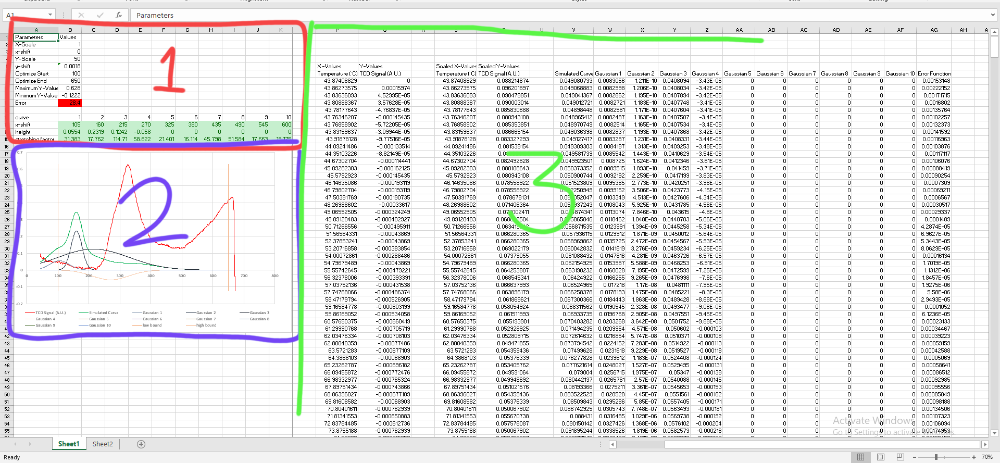 A1
Parameters
A B C D E F G H I J K P Q S T U V W X Y Z AA AB AC AD AE AF AG AH
Parameters Values
X-Scale 1
x-shift 0
Y-Scale 50
y-shift 0.0018
Optimize Start 100
Optimize End 650
Maximum Y-Value 0.628
Minimum Y-Value -0.1222
Error 28.4
curve 1 2 3 4 5 6 7 8 9 10
x-shift 105 160 215 270 325 380 435 490 545 600
height 0.0554 0.2319 0.1242 -0.058 0 0 0 0 0 0
stretching factor 31.383 17.762 114.71 58.622 21.401 16.114 45.798 51.584 17.663 19.175
1
2
3
0.7
0.6
0.2
0.1
0
-0.1
-0.2
0 100 200 300 400 500 600 700 800
TCD Signal (A.U.) Simulated Curve Gaussian 1 Gaussian 2 Gaussian 3
Gaussian 4 Gaussian 5 Gaussian 6 Gaussian 7 Gaussian 8
Gaussian 9 Gaussian 10 low bound high bound
X-Values Y-Values Scaled X-Values Scaled Y-Values
Temperature (°C) TCD Signal (A.U.) Temperature (°C) TCD Signal (A.U.) Simulated Curve Gaussian 1 Gaussian 2 Gaussian 3 Gaussian 4 Gaussian 5 Gaussian 6 Gaussian 7 Gaussian 8 Gaussian 9 Gaussian 10 Error Function
43.87408829 0 43.87408829 0.088214874 0.049080733 0.0083056 1.211E-10 0.0408094 -3.43E-05 0 0 0 0 0 0 0.00153148
43.86273575 0.00015974 43.86273575 0.096201897 0.049068883 0.0082998 1.206E-10 0.0408034 -3.42E-05 0 0 0 0 0 0 0.00222152
43.83636093 4.52995E-05 43.83636093 0.090479851 0.049041367 0.0082862 1.195E-10 0.0407894 -3.42E-05 0 0 0 0 0 0 0.00171715
43.80888367 3.57628E-05 43.80888367 0.090003014 0.049012721 0.0082721 1.183E-10 0.0407748 -3.41E-05 0 0 0 0 0 0 0.0016802
43.78177643 -4.76837E-05 43.78177643 0.085830688 0.04898448 0.0082581 1.171E-10 0.0407604 -3.41E-05 0 0 0 0 0 0 0.00135764
43.76346207 -0.000145435 43.76346207 0.080943108 0.048965412 0.0082487 1.163E-10 0.0407507 -3.4E-05 0 0 0 0 0 0 0.00102257
43.76858902 -5.72205E-05 43.76858902 0.085353851 0.048970749 0.0082514 1.165E-10 0.0407534 -3.4E-05 0 0 0 0 0 0 0.00132373
43.83159637 -3.09944E-05 43.83159637 0.086665154 0.049036398 0.0082837 1.193E-10 0.0407868 -3.42E-05 0 0 0 0 0 0 0.00141592
43.91878128 -9.77516E-05 43.91878128 0.083327293 0.049127417 0.0083287 1.231E-10 0.0408331 -3.44E-05 0 0 0 0 0 0 0.00116963
44.09241486 -0.000133514 44.09241486 0.081539154 0.049309303 0.0084187 1.313E-10 0.0409253 -3.48E-05 0 0 0 0 0 0 0.00103876
44.35103226 -8.82149E-05 44.35103226 0.049581739 0.0085542 1.443E-10 0.0410629 -3.54E-05 0 0 0 0 0 0 0.00117117
44.67302704 -0.000114441 44.67302704 0.082492828 0.049923501 0.008725 1.624E-10 0.0412346 -3.61E-05 0 0 0 0 0 0 0.00106076
45.09282303 -0.000162125 45.09282303 0.080108643 0.050373352 0.0089515 1.893E-10 0.041459 -3.71E-05 0 0 0 0 0 0 0.00088419
45.5792923 -0.000145435 45.5792923 0.080943108 0.050900744 0.0092192 2.259E-10 0.0417199 -3.83E-05 0 0 0 0 0 0 0.00090254
46.14635086 -0.000193119 46.14635086 0.078558922 0.051523809 0.0095385 2.773E-10 0.0420251 -3.98E-05 0 0 0 0 0 0 0.0007309
46.79802704 -0.000193119 46.79802704 0.078558922 0.0099152 3.506E-10 0.0423773 -4.15E-05 0 0 0 0 0 0 0.00069211
47.50391769 -0.000190735 47.50391769 0.078678131 0.0103349 4.513E-10 0.0427606 -4.34E-05 0 0 0 0 0 0 0.0006567
48.26988602 -0.00033617 48.26988602 0.071406364 0.0108043 5.925E-10 0.0431785 -4.56E-05 0 0 0 0 0 0 0.00030517
49.06552505 -0.000324249 49.06552505 0.0113074 7.846E-10 0.043615 -4.8E-05 0 0 0 0 0 0 0.00029337
49.89120483 -0.000402927 49.89120483 0.0118462 1.048E-09 0.0440703 -5.06E-05 0 0 0 0 0 0 0.0001489
50.71266556 -0.000495911 50.71266556 0.056871535 0.0123991 1.394E-09 0.0445258 -5.34E-05 0 0 0 0 0 0 4.2874E-05
51.56564331 -0.00043869 51.56564331 0.066280365 0.057936115 0.0129912 1.871E-09 0.0450012 -5.64E-05 0 0 0 0 0 0 6.9627E-05
52.37853241 -0.00043869 52.37853241 0.066280365 0.058969862 0.0135725 2.472E-09 0.0454567 -5.93E-05 0 0 0 0 0 0 5.3443E-05
53.20716858 -0.000383854 53.20716858 0.069022179 0.060042832 0.0141819 3.276E-09 0.0459234 -6.25E-05 0 0 0 0 0 0 8.0629E-05
54.00072861 -0.000288486 54.00072861 0.07379055 0.061088432 0.0147816 4.281E-09 0.0463726 -6.57E-05 0 0 0 0 0 0 0.00016134
54.79679489 -0.00043869 54.79679489 0.066280365 0.062154925 0.0153987 5.588E-09 0.0468253 -6.91E-05 0 0 0 0 0 0 1.7019E-05
55.55742645 -0.000479221 55.55742645 0.064253807 0.063190232 0.0160028 7.195E-09 0.0472599 -7.25E-05 0 0 0 0 0 0 1.1312E-06
56.32378006 -0.000393391 56.32378006 0.068545341 0.06424922 0.0166255 9.265E-09 0.0476998 -7.6E-05 0 0 0 0 0 0 1.8457E-05
57.03752136 -0.000431538 57.03752136 0.066637993 0.06524965 0.017218 1.17E-08 0.0481111 -7.95E-05 0 0 0 0 0 0 1.9275E-06
57.74768066 -0.000486374 57.74768066 0.063896179 0.066258378 0.0178193 1.475E-08 0.0485221 -8.3E-05 0 0 0 0 0 0 5.58E-06
58.47179794 -0.000526905 58.47179794 0.061869621 0.067300366 0.0184443 1.863E-08 0.0489428 -8.68E-05 0 0 0 0 0 0 2.9493E-05
59.16584778 -0.000603199 59.16584778 0.058054924 0.068311562 0.0190545 2.328E-08 0.0493477 -9.06E-05 0 0 0 0 0 0 0.0001052
59.86169052 -0.000534058 59.86169052 0.061511993 0.06933735 0.0196768 2.905E-08 0.0497551 -9.45E-05 0 0 0 0 0 0 6.1236E-05
60.57650375 -0.000660419 60.57650375 0.055193901 0.070403282 0.0203268 3.642E-08 0.0501752 -9.88E-05 0 0 0 0 0 0 0.00023133
61.29990768 -0.000705719 61.29990768 0.052928925 0.071494235 0.0209954 4.571E-08 0.050602 -0.000103 0 0 0 0 0 0 0.00034467
62.03476334 -0.000708103 62.03476334 0.052809715 0.072614632 0.0216854 5.747E-08 0.0510371 -0.000108 0 0 0 0 0 0 0.00039223
62.80040359 -0.00077486 62.80040359 0.049471855 0.073794542 0.0224152 7.283E-08 0.0514922 -0.000113 0 0 0 0 0 0 0.00059159
63.5721283 -0.000677109 63.5721283 0.054359436 0.07499628 0.0231618 9.229E-08 0.0519527 -0.000118 0 0 0 0 0 0 0.00042588
64.3868103 -0.00068903 64.3868103 0.05376339 0.076277828 0.0239612 1.183E-07 0.0524408 -0.000124 0 0 0 0 0 0 0.0005069
65.23262787 -0.000696182 65.23262787 0.053405762 0.077621614 0.0248027 1.527E-07 0.0529495 -0.000131 0 0 0 0 0 0 0.00058641
66.09455872 -0.000772476 66.09455872 0.049591064 0.079004 0.0256715 1.975E-07 0.05347 -0.000138 0 0 0 0 0 0 0.00086512
66.98332977 -0.000765324 66.98332977 0.049948692 0.080442137 0.0265781 2.57E-07 0.0540088 -0.000145 0 0 0 0 0 0 0.00092985
67.89751434 -0.000743866 67.89751434 0.051021576 0.08193366 0.0275211 3.361E-07 0.0545653 -0.000153 0 0 0 0 0 0 0.00095556
68.86396027 -0.000677109 68.86396027 0.054359436 0.083522529 0.028528 4.45E-07 0.0551561 -0.000162 0 0 0 0 0 0 0.00085049
69.81608582 -0.00068903 69.81608582 0.05376339 0.08509843 0.0295286 5.85E-07 0.0557405 -0.000171 0 0 0 0 0 0 0.00098188
70.80401611 -0.000762939 70.80401611 0.050067902 0.086742925 0.0305743 7.748E-07 0.0563493 -0.000181 0 0 0 0 0 0 0.00134506
71.81341553 -0.000650883 71.81341553 0.055670738 0.088431 0.0316485 1.029E-06 0.0569738 -0.000192 0 0 0 0 0 0 0.00107323
72.83784485 -0.000612736 72.83784485 0.057578087 0.090150142 0.0327426 1.368E-06 0.0576102 -0.000204 0 0 0 0 0 0 0.00106094
73.8755188 -0.000762939 73.8755188 0.050067902 0.091895244 0.0338526 1.819E-06 0.0582573 -0.000216 0 0 0 0 0 0 0.00174953
Activate Windows
Go to Settings to activate Windows.
Sheet1 Sheet2
Ready
70%